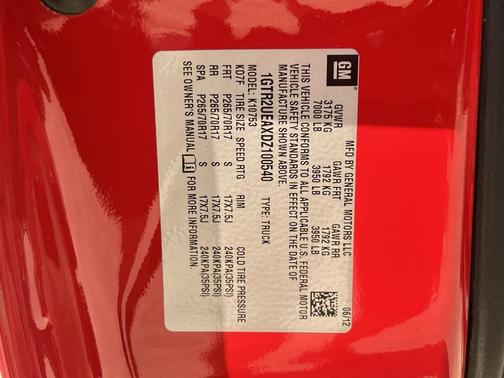 GM
MFD BY GENERAL MOTORS LLC 06/12
GVWR GAWR FRT GAWR RR
3175 KG 1792 KG 1792 KG
7000 LB 3950 LB 3950 LB
THIS VEHICLE CONFORMS TO ALL APPLICABLE U.S. FEDERAL MOTOR
VEHICLE SAFETY STANDARDS IN EFFECT ON THE DATE OF
MANUFACTURE SHOWN ABOVE.
1GTR2UEAXDZ100540 TYPE: TRUCK
MODEL: K10753
KD7F TIRE SIZE SPEED RTG RIM COLD TIRE PRESSURE
FRT P265/70R17 S 17X7.5J 240KPA(35PSI)
RR P265/70R17 S 17X7.5J 240KPA(35PSI)
SPA P265/70R17 S 17X7.5J 240KPA(35PSI)
SEE OWNER'S MANUAL FOR MORE INFORMATION.